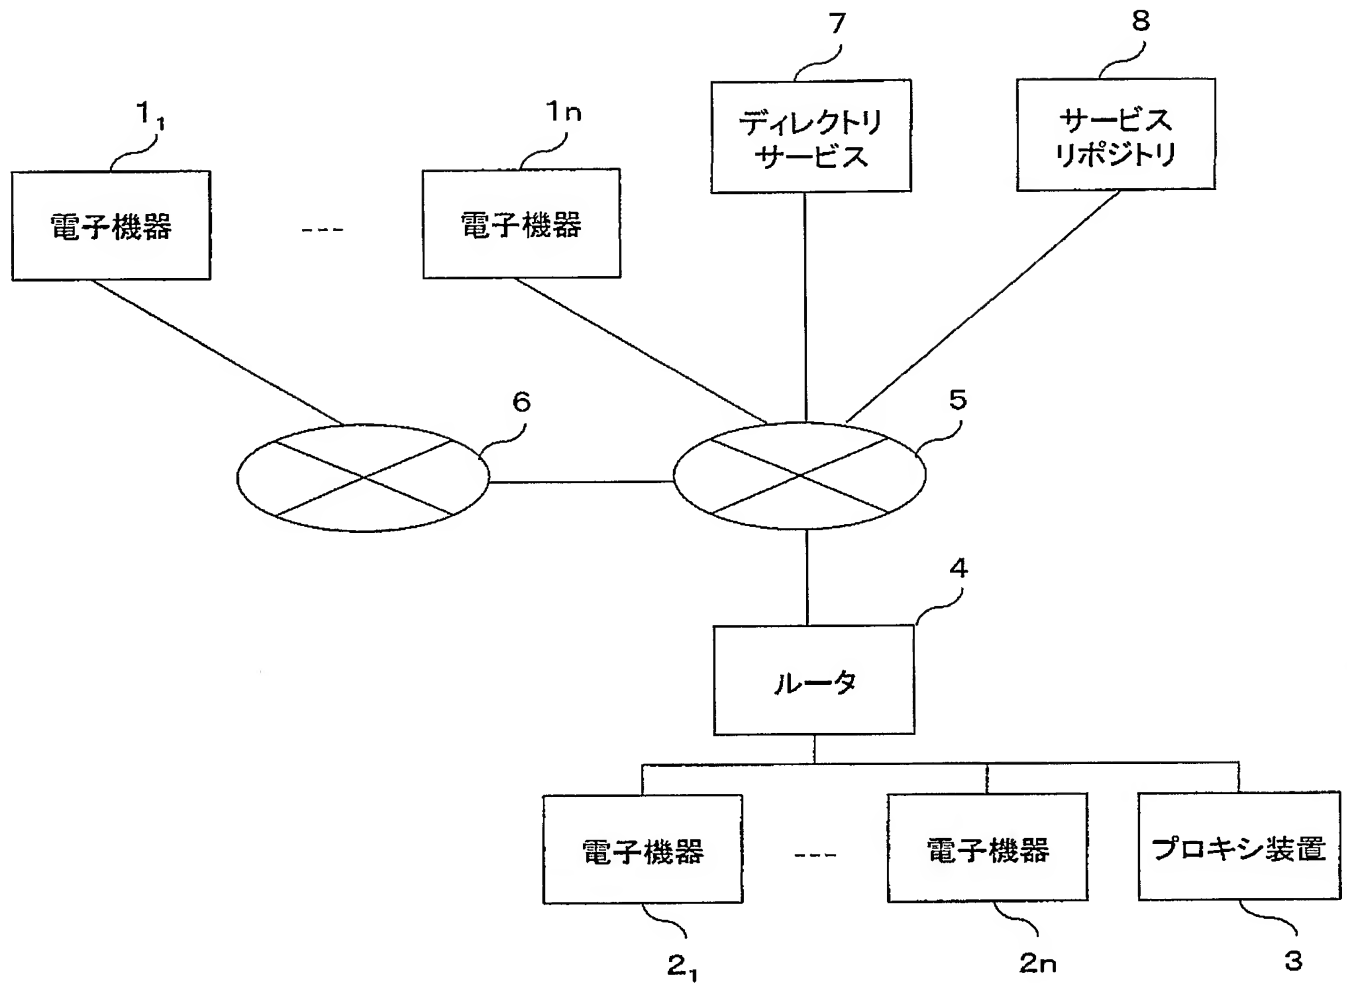 7
8
1₁
1n
ディレクトリ
サービス
サービス
リポジトリ
電子機器
---
電子機器
6
5
4
ルータ
電子機器
---
電子機器
プロキシ装置
2₁
2n
3